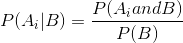 P(A_i|B) = \frac{P(A_i and B)}{P(B)}